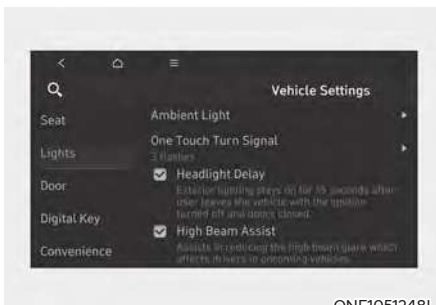 Vehicle Settings
Seat
Lights
Door
Digital Key
Convenience
Ambient Light
One Touch Turn Signal
3 flashes
Headlight Delay
Exterior lighting stays on for 15 seconds after
user leaves the vehicle with the ignition
turned off and doors closed.
High Beam Assist
Assists in reducing the high beam glare which
affects drivers in oncoming vehicles.